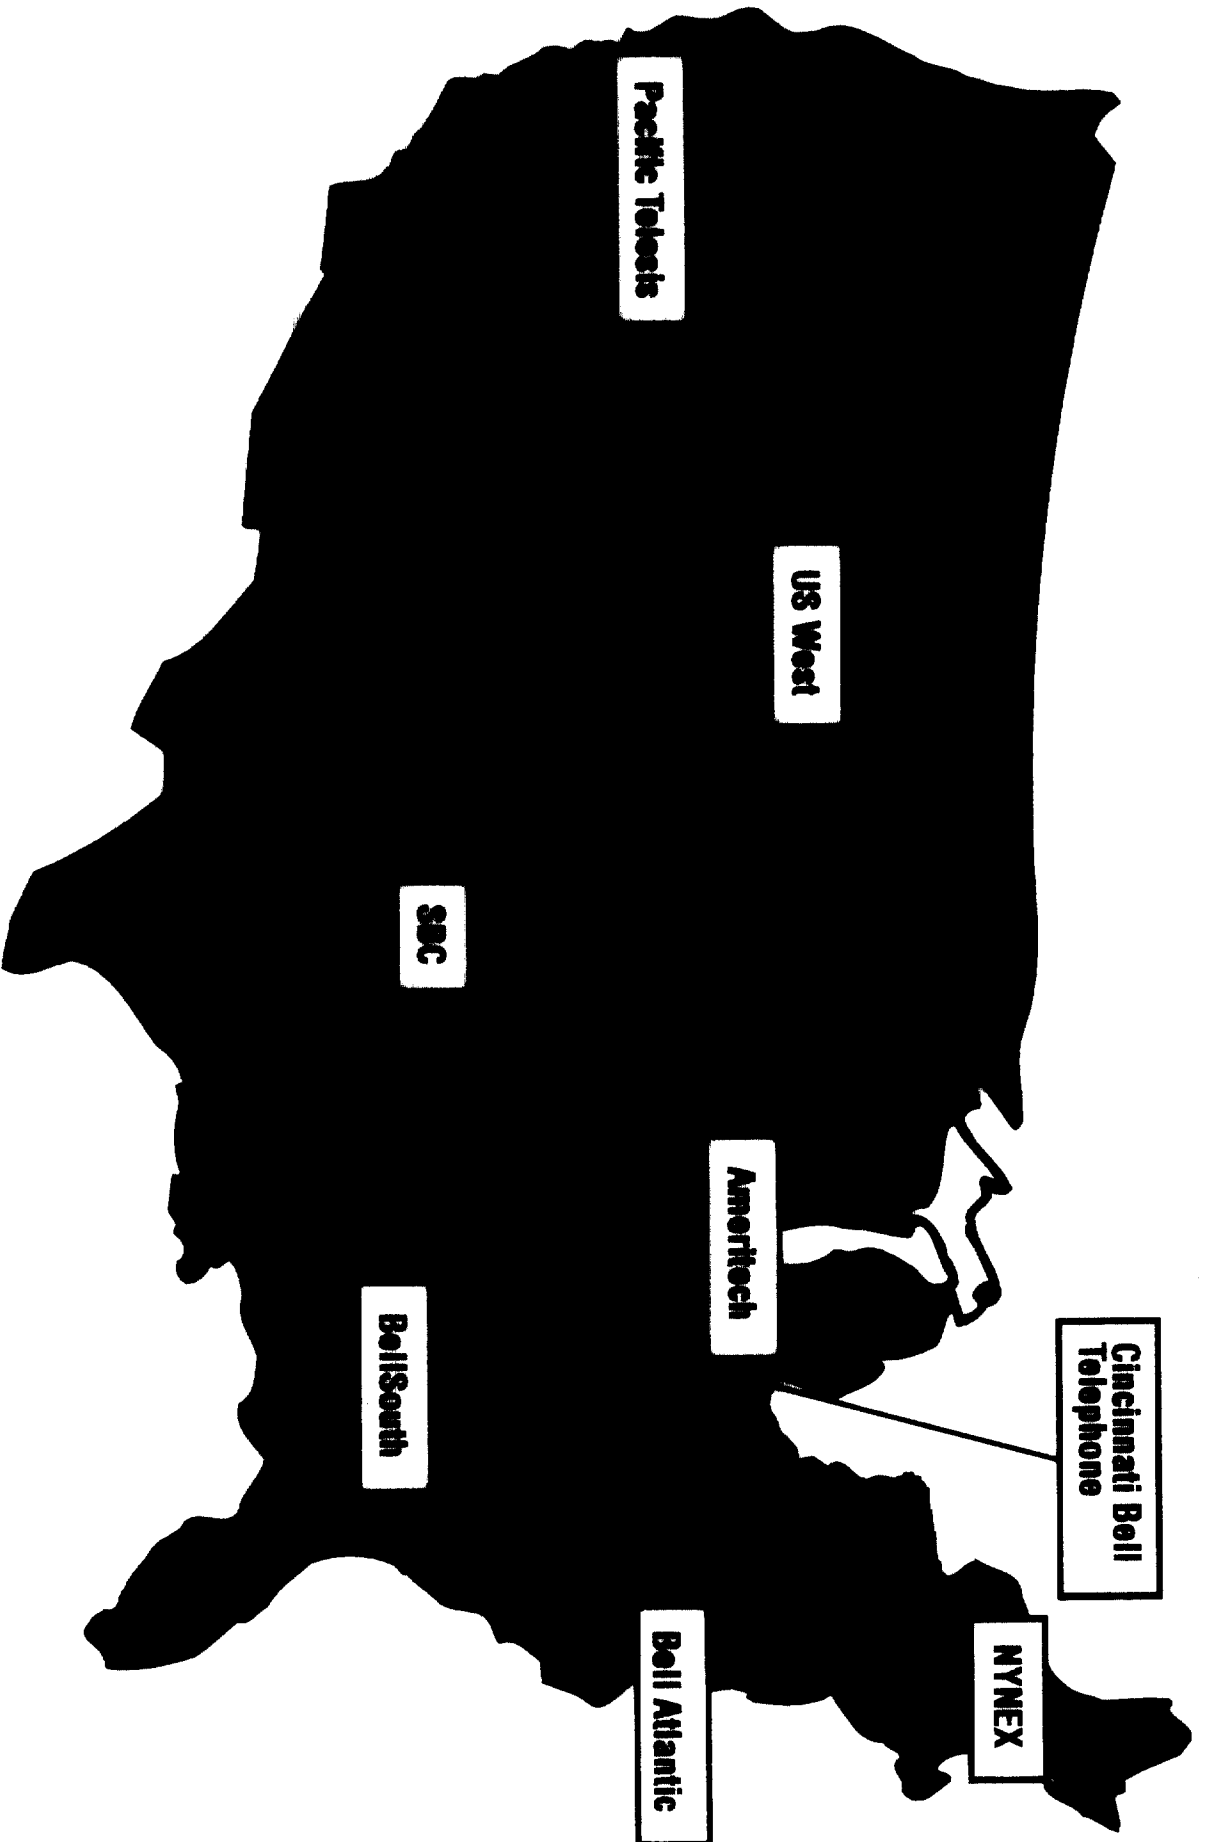 Cincinnati Bell
Telephone
NYNEX
US West
Ameritech
Pacific Telesis
Bell Atlantic
SBC
BellSouth